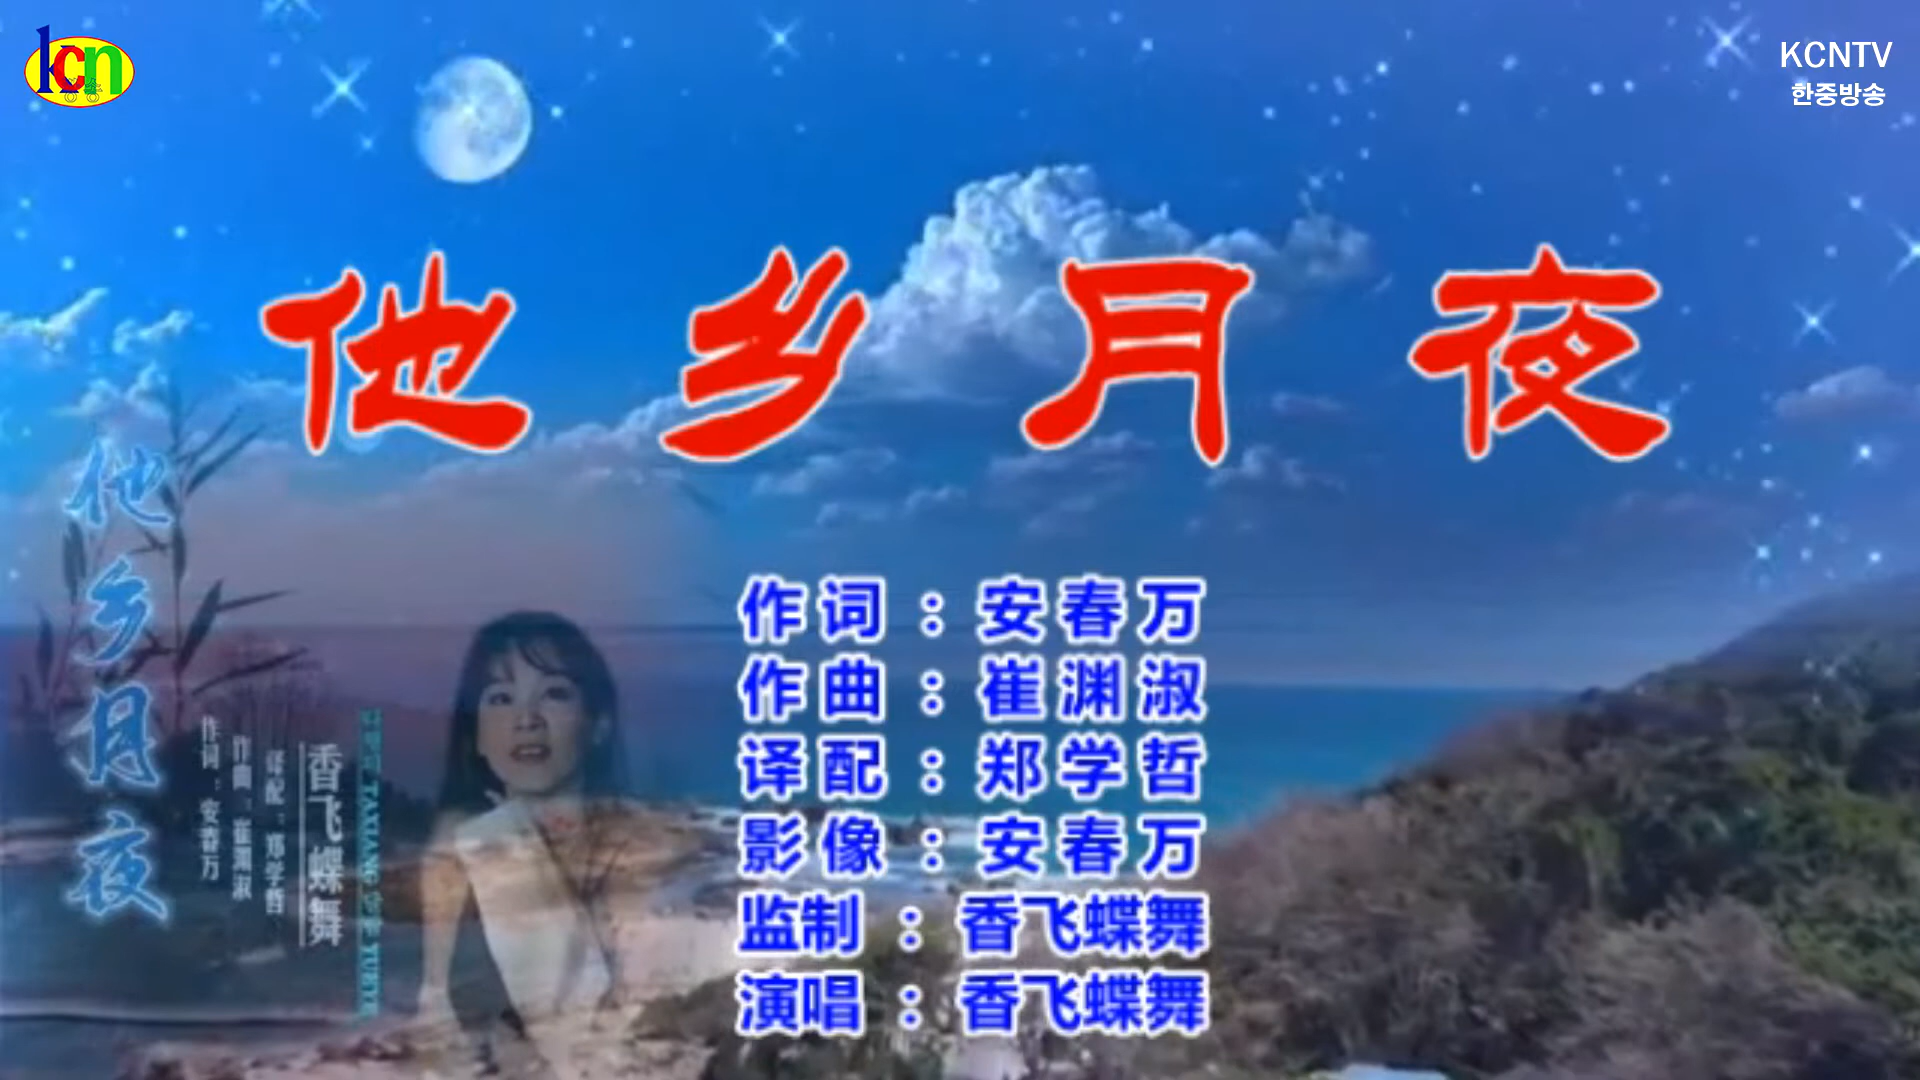 kcn
KCNTV
한중방송
他乡月夜
作词：安春万
作曲：崔渊淑
译配：郑学哲
影像：安春万
监制：香飞蝶舞
演唱：香飞蝶舞
他乡月夜
作词：安春万
作曲：崔渊淑
译配：郑学哲
香飞蝶舞